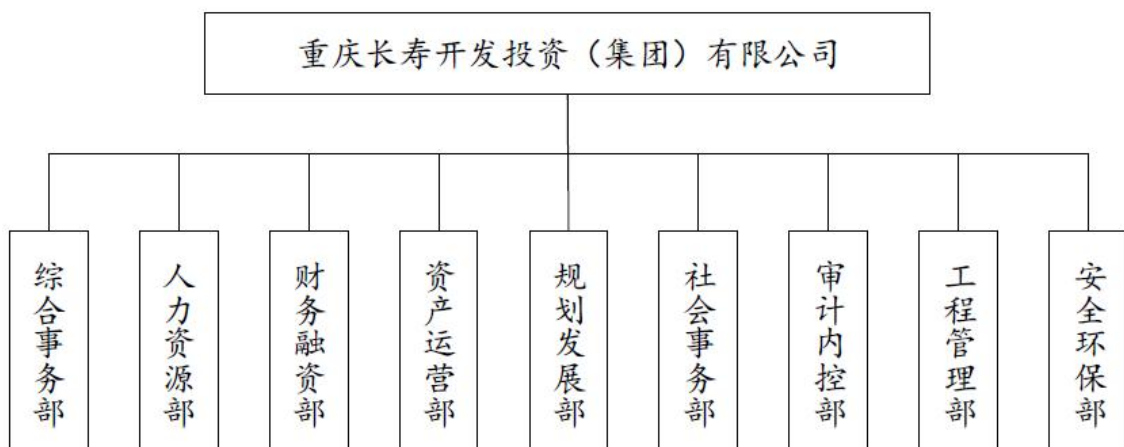 重庆长寿开发投资（集团）有限公司
综合事务部
人力资源部
财务融资部
资产运营部
规划发展部
社会事务部
审计内控部
工程管理部
安全环保部